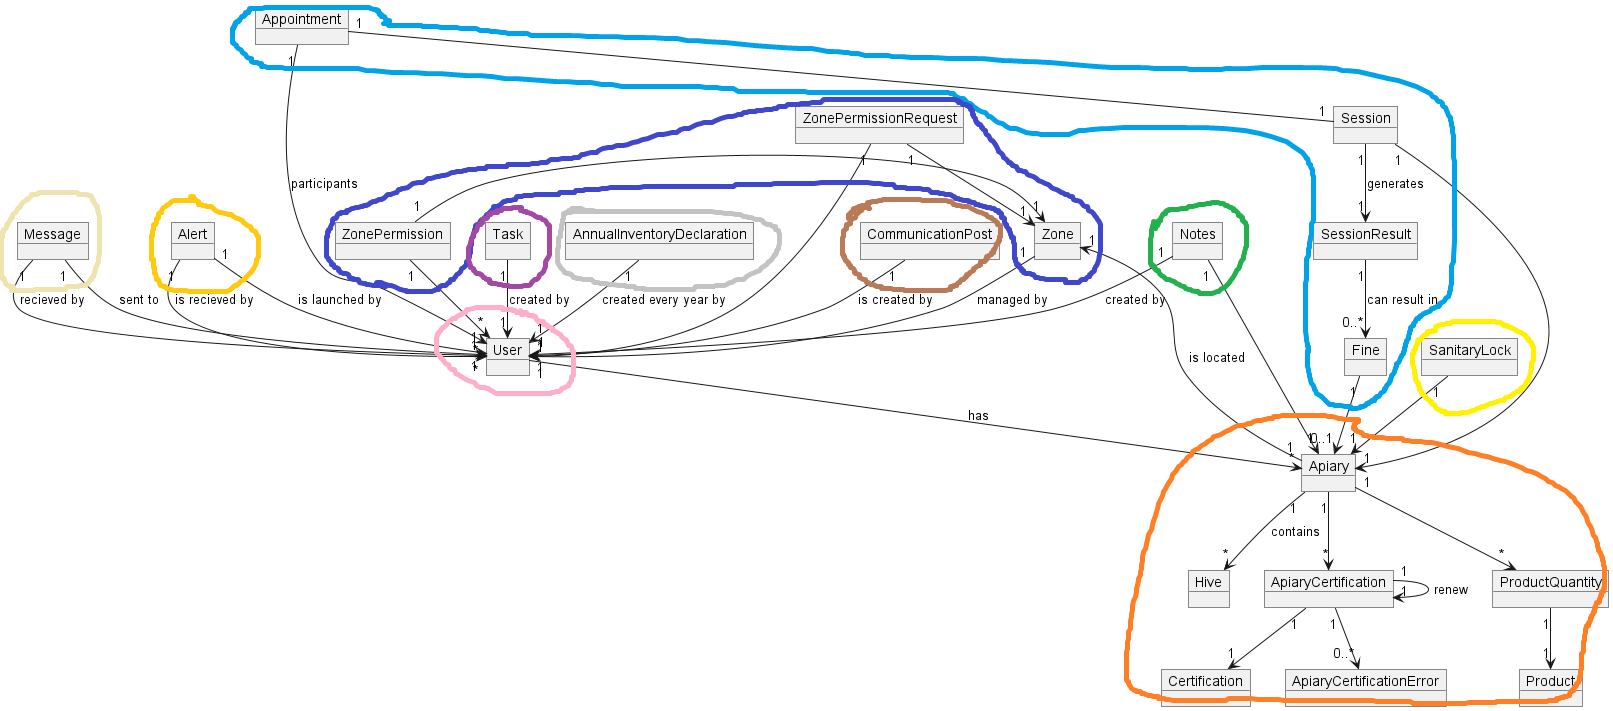 Appointment
1
1
ZonePermissionRequest
1
Session
1
1
1
1
generates
participants
1
1
1
1
Message
Alert
ZonePermission
Task
AnnualInventoryDeclaration
CommunicationPost
Zone
Notes
SessionResult
1
1
1
1
1
1
1
1
1
1
1
1
1
recieved by
sent to
is recieved by
is launched by
created by
created every year by
is created by
managed by
created by
can result in
*
1
1
0..*
User
Fine
SanitaryLock
is located
1
1
has
0..1
1
1
1
*
Apiary
1
1
1
contains
*
*
*
Hive
ApiaryCertification
1
1
renew
ProductQuantity
1
1
1
1
0..*
1
Certification
ApiaryCertificationError
Product